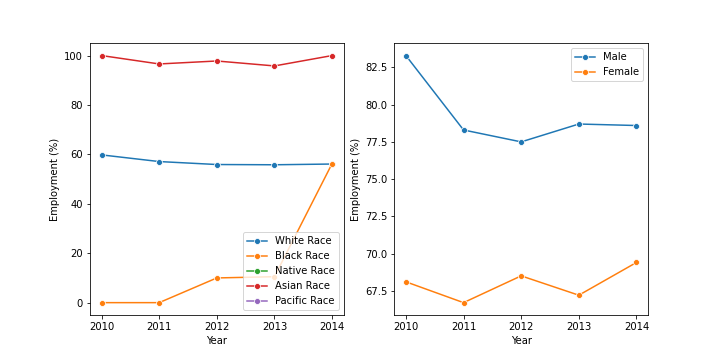 Employment (%)
100
80
60
40
20
0
2010 2011 2012 2013 2014
Year
White Race
Black Race
Native Race
Asian Race
Pacific Race
Employment (%)
82.5
80.0
77.5
75.0
72.5
70.0
67.5
2010 2011 2012 2013 2014
Year
Male
Female